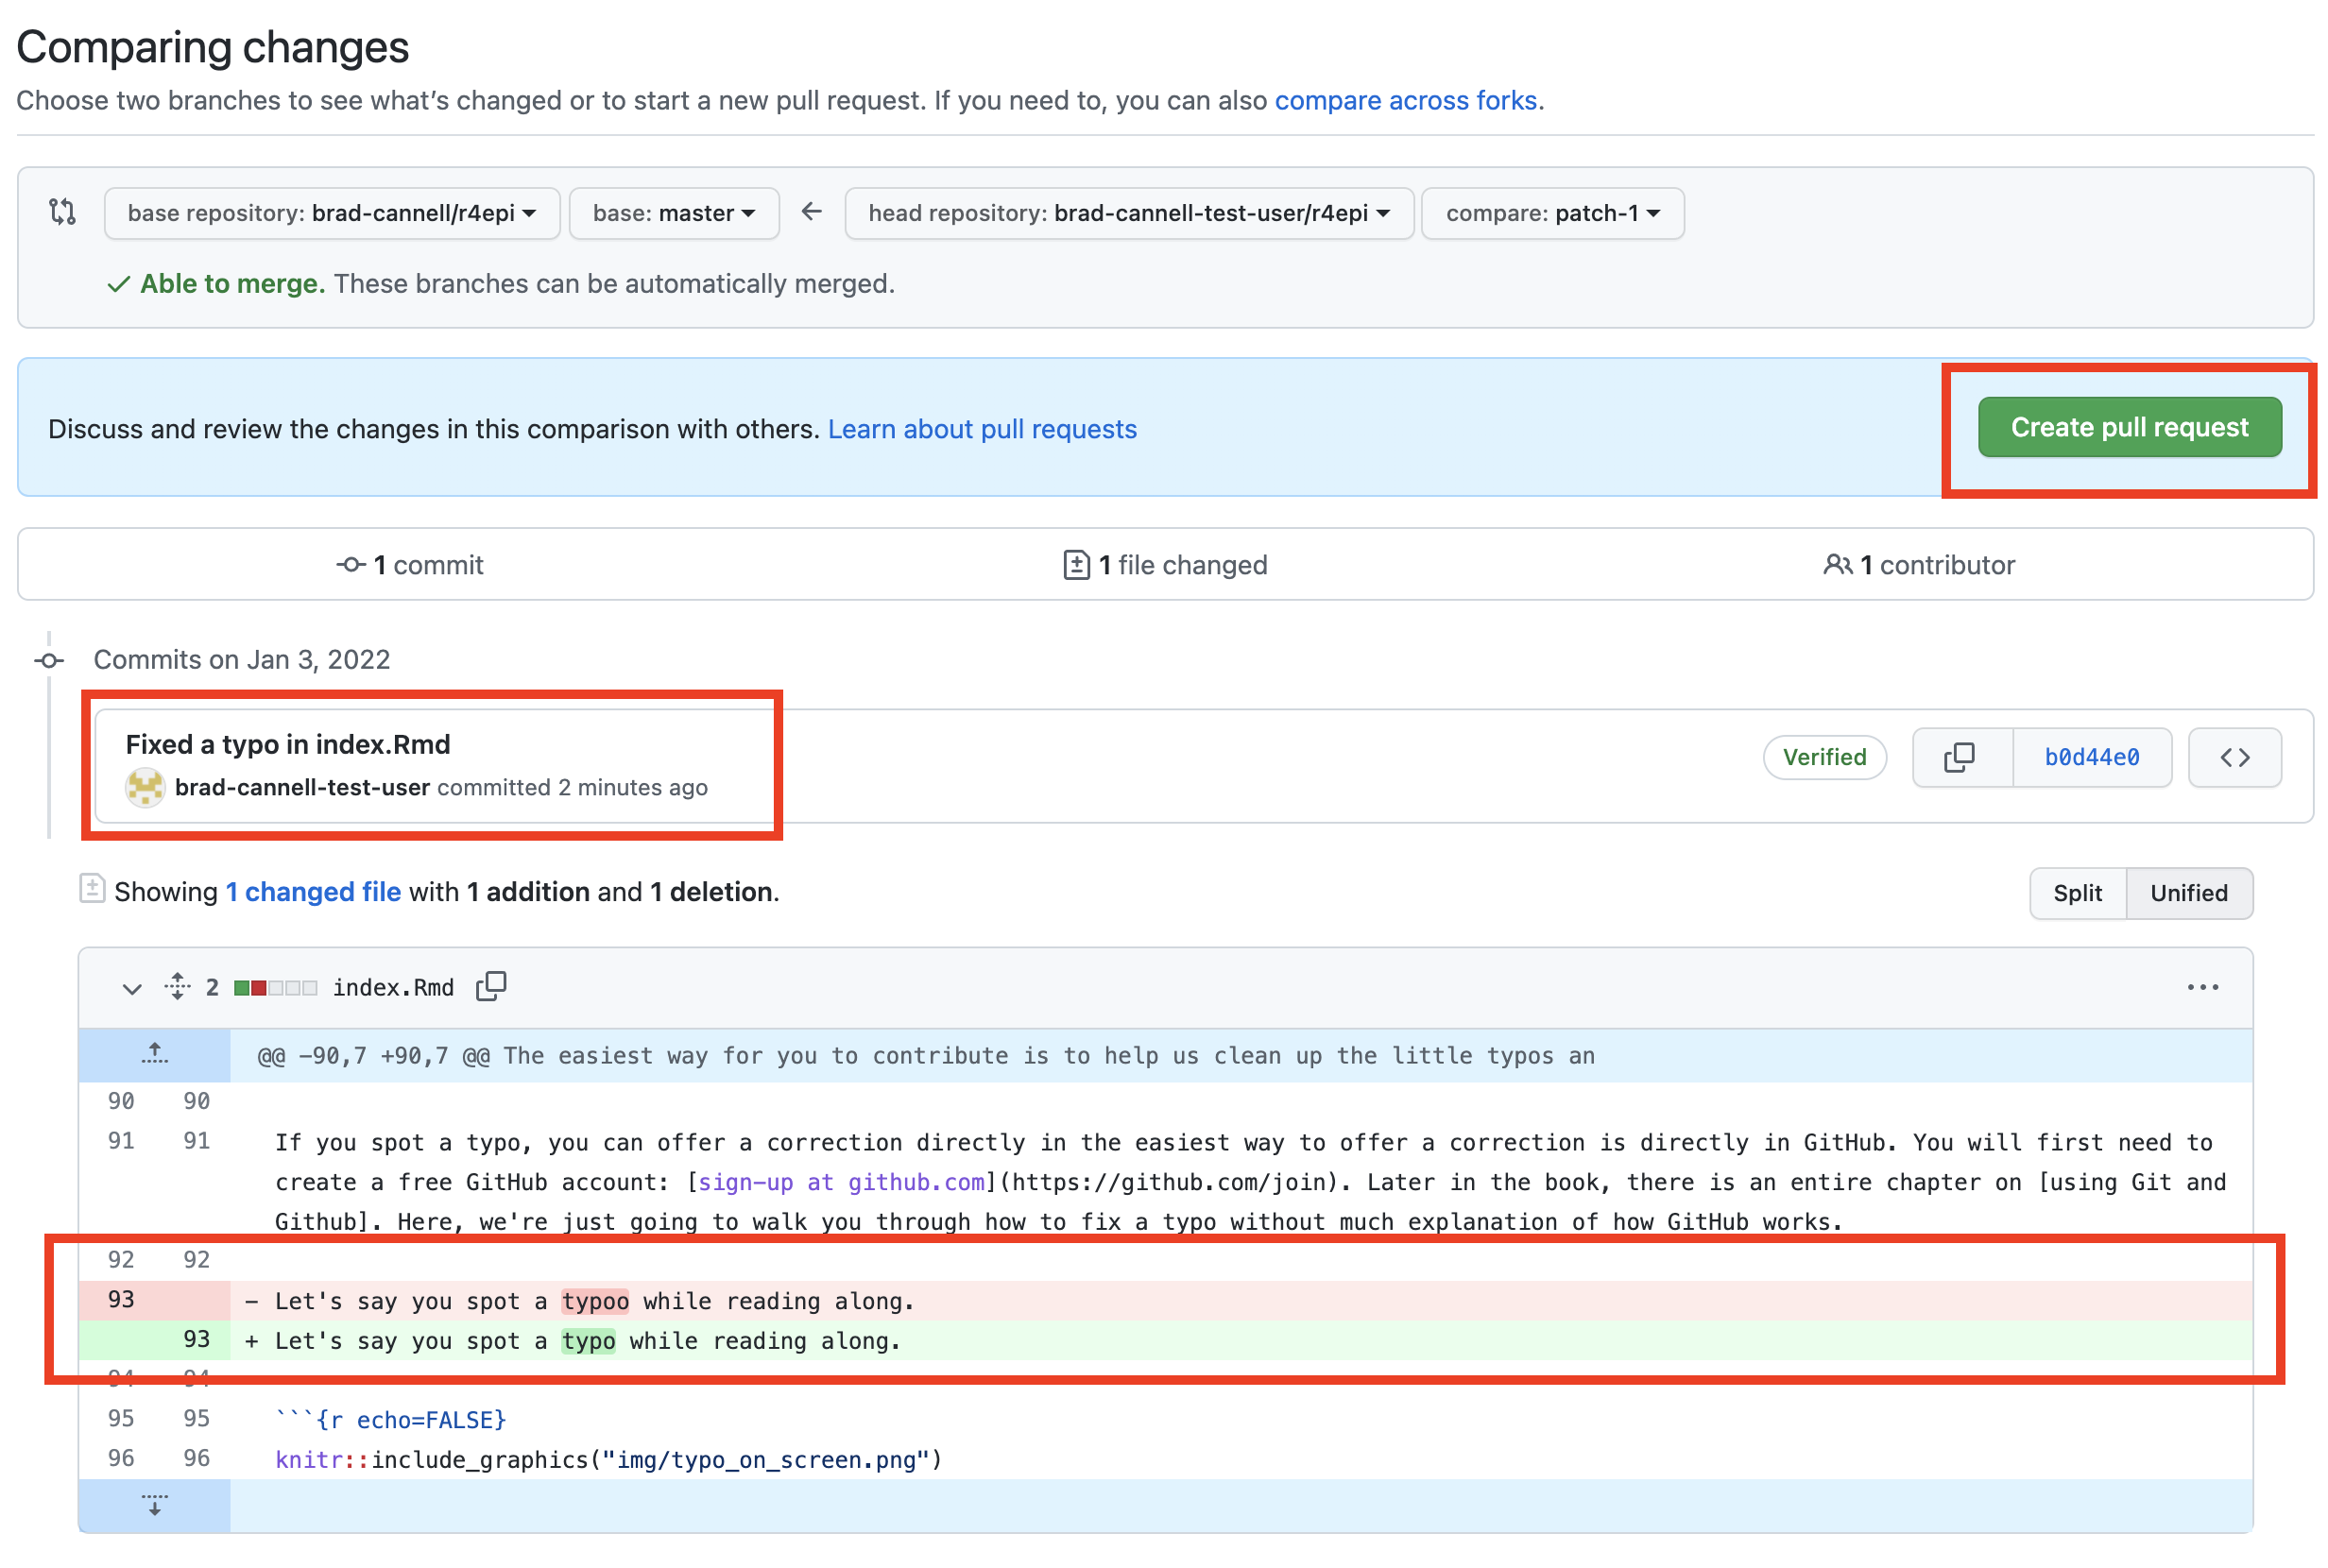 Comparing changes
Choose two branches to see what’s changed or to start a new pull request. If you need to, you can also compare across forks.
base repository: brad-cannell/r4epi base: master ← head repository: brad-cannell-test-user/r4epi compare: patch-1
✓ Able to merge. These branches can be automatically merged.
Discuss and review the changes in this comparison with others. Learn about pull requests
Create pull request
1 commit 1 file changed 1 contributor
Commits on Jan 3, 2022
Fixed a typo in index.Rmd
brad-cannell-test-user committed 2 minutes ago
Verified b0d44e0 <>
Showing 1 changed file with 1 addition and 1 deletion.
Split Unified
2 index.Rmd ...
@@ -90,7 +90,7 @@ The easiest way for you to contribute is to help us clean up the little typos an
90 90
91 91 If you spot a typo, you can offer a correction directly in the easiest way to offer a correction is directly in GitHub. You will first need to
create a free GitHub account: [sign-up at github.com](https://github.com/join). Later in the book, there is an entire chapter on [using Git and
Github]. Here, we're just going to walk you through how to fix a typo without much explanation of how GitHub works.
92 92
93 - Let's say you spot a typoo while reading along.
93 + Let's say you spot a typo while reading along.
94 94
95 95 ```{r echo=FALSE}
96 96 knitr::include_graphics("img/typo_on_screen.png")